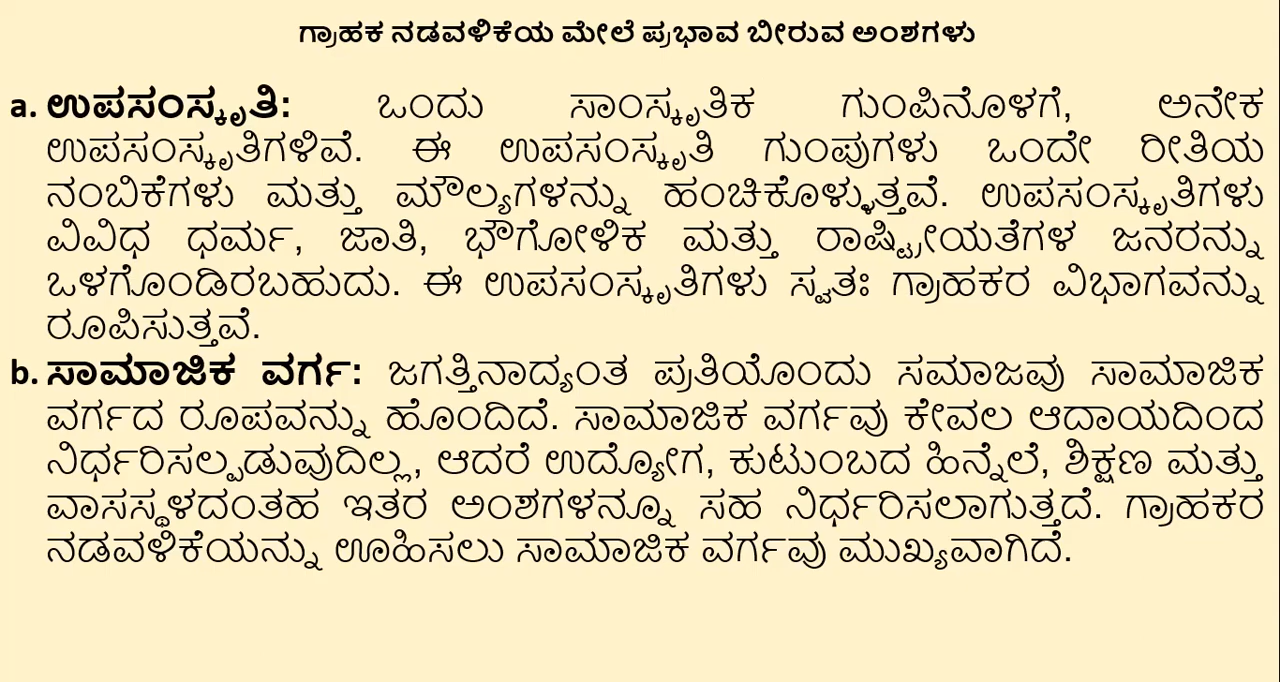 ಗ್ರಾಹಕ ನಡವಳಿಕೆಯ ಮೇಲೆ ಪ್ರಭಾವ ಬೀರುವ ಅಂಶಗಳು
a. ಉಪಸಂಸ್ಕೃತಿ: ಒಂದು ಸಾಂಸ್ಕೃತಿಕ ಗುಂಪಿನೊಳಗೆ, ಅನೇಕ
ಉಪಸಂಸ್ಕೃತಿಗಳಿವೆ. ಈ ಉಪಸಂಸ್ಕೃತಿ ಗುಂಪುಗಳು ಒಂದೇ ರೀತಿಯ
ನಂಬಿಕೆಗಳು ಮತ್ತು ಮೌಲ್ಯಗಳನ್ನು ಹಂಚಿಕೊಳ್ಳುತ್ತವೆ. ಉಪಸಂಸ್ಕೃತಿಗಳು
ವಿವಿಧ ಧರ್ಮ, ಜಾತಿ, ಭೌಗೋಳಿಕ ಮತ್ತು ರಾಷ್ಟ್ರೀಯತೆಗಳ ಜನರನ್ನು
ಒಳಗೊಂಡಿರಬಹುದು. ಈ ಉಪಸಂಸ್ಕೃತಿಗಳು ಸ್ವತಃ ಗ್ರಾಹಕರ ವಿಭಾಗವನ್ನು
ರೂಪಿಸುತ್ತವೆ.
b. ಸಾಮಾಜಿಕ ವರ್ಗ: ಜಗತ್ತಿನಾದ್ಯಂತ ಪ್ರತಿಯೊಂದು ಸಮಾಜವು ಸಾಮಾಜಿಕ
ವರ್ಗದ ರೂಪವನ್ನು ಹೊಂದಿದೆ. ಸಾಮಾಜಿಕ ವರ್ಗವು ಕೇವಲ ಆದಾಯದಿಂದ
ನಿರ್ಧರಿಸಲ್ಪಡುವುದಿಲ್ಲ, ಆದರೆ ಉದ್ಯೋಗ, ಕುಟುಂಬದ ಹಿನ್ನೆಲೆ, ಶಿಕ್ಷಣ ಮತ್ತು
ವಾಸಸ್ಥಳದಂತಹ ಇತರ ಅಂಶಗಳನ್ನೂ ಸಹ ನಿರ್ಧರಿಸಲಾಗುತ್ತದೆ. ಗ್ರಾಹಕರ
ನಡವಳಿಕೆಯನ್ನು ಊಹಿಸಲು ಸಾಮಾಜಿಕ ವರ್ಗವು ಮುಖ್ಯವಾಗಿದೆ.